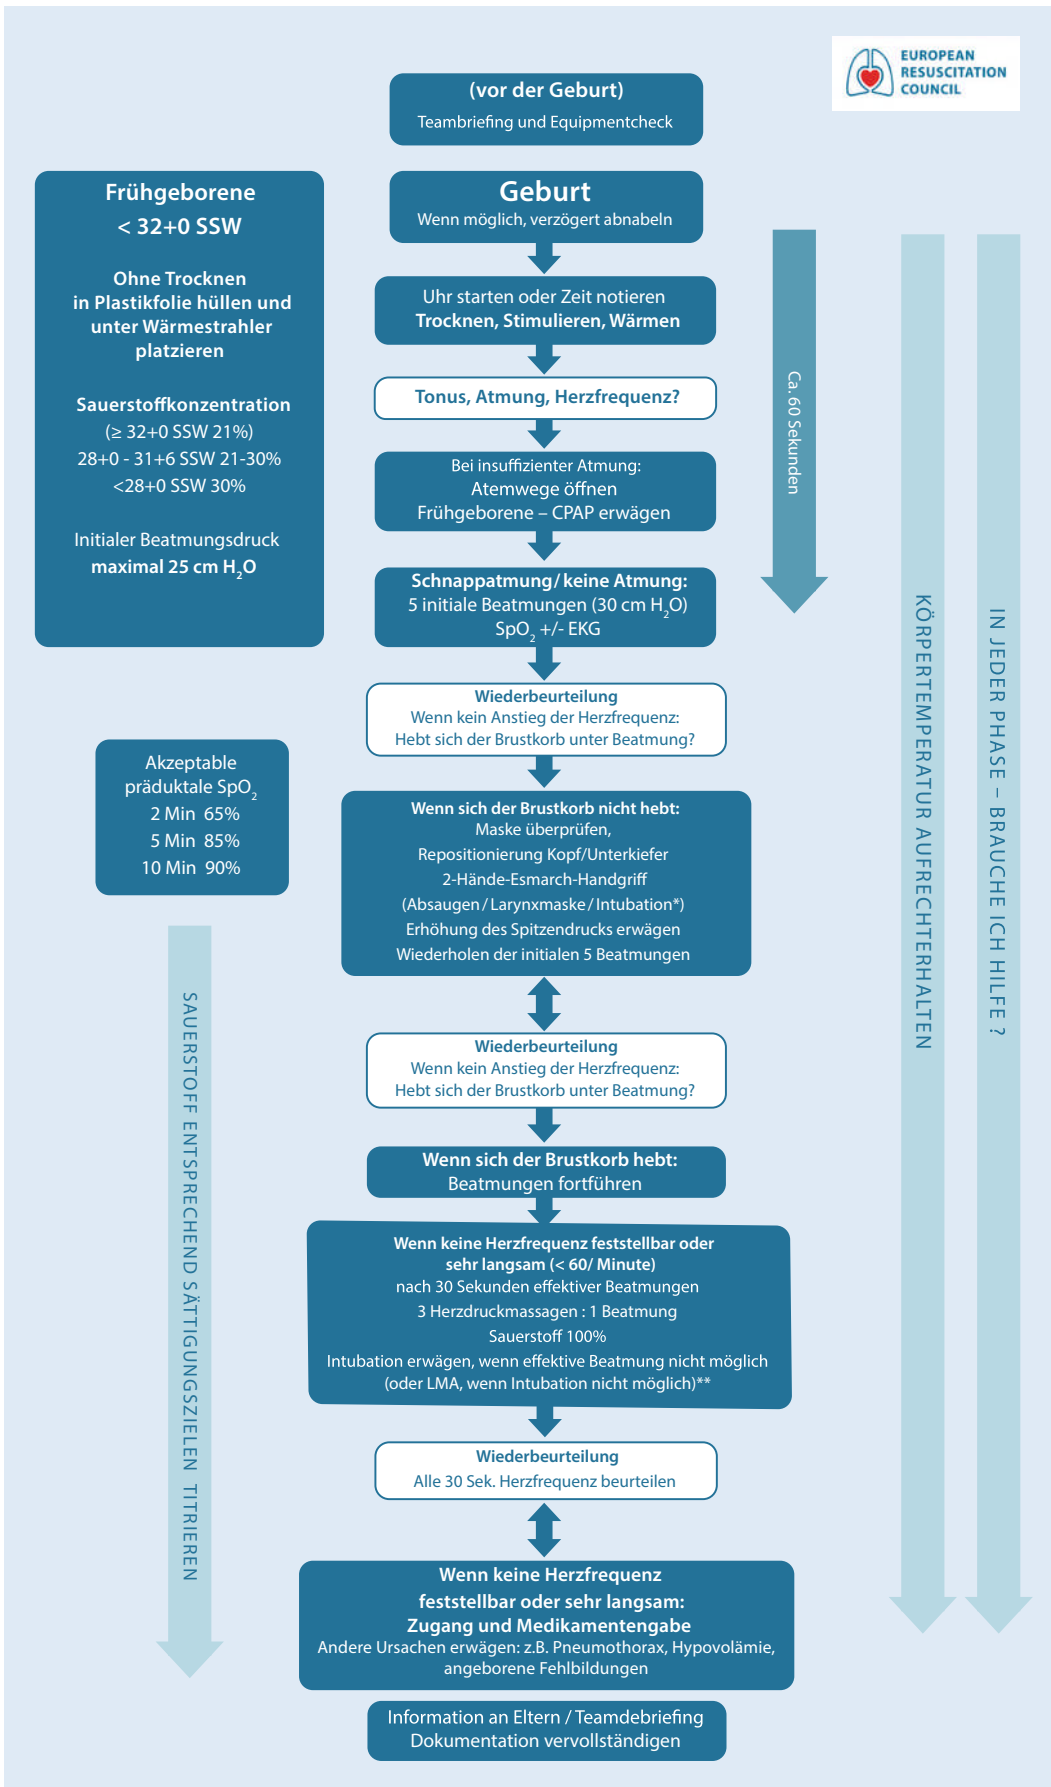 EUROPEAN
RESUSCITATION
COUNCIL
(vor der Geburt)
Teambriefing und Equipmentcheck
Geburt
Wenn möglich, verzögert abnabeln
Uhr starten oder Zeit notieren
Trocknen, Stimulieren, Wärmen
Tonus, Atmung, Herzfrequenz?
Bei insuffizienter Atmung:
Atemwege öffnen
Frühgeborene – CPAP erwägen
Schnappatmung/ keine Atmung:
5 initiale Beatmungen (30 cm H₂O)
SpO₂ +/- EKG
Wiederbeurteilung
Wenn kein Anstieg der Herzfrequenz:
Hebt sich der Brustkorb unter Beatmung?
Wenn sich der Brustkorb nicht hebt:
Maske überprüfen,
Repositionierung Kopf/Unterkiefer
2-Hände-Esmarch-Handgriff
(Absaugen / Larynxmaske / Intubation*)
Erhöhung des Spitzendrucks erwägen
Wiederholen der initialen 5 Beatmungen
Wiederbeurteilung
Wenn kein Anstieg der Herzfrequenz:
Hebt sich der Brustkorb unter Beatmung?
Wenn sich der Brustkorb hebt:
Beatmungen fortführen
Wenn keine Herzfrequenz feststellbar oder
sehr langsam (< 60/ Minute)
nach 30 Sekunden effektiver Beatmungen
3 Herzdruckmassagen : 1 Beatmung
Sauerstoff 100%
Intubation erwägen, wenn effektive Beatmung nicht möglich
(oder LMA, wenn Intubation nicht möglich)**
Wiederbeurteilung
Alle 30 Sek. Herzfrequenz beurteilen
Wenn keine Herzfrequenz
feststellbar oder sehr langsam:
Zugang und Medikamentengabe
Andere Ursachen erwägen: z.B. Pneumothorax, Hypovolämie,
angeborene Fehlbildungen
Information an Eltern / Teamdebriefing
Dokumentation vervollständigen
Frühgeborene
< 32+0 SSW
Ohne Trocknen
in Plastikfolie hüllen und
unter Wärmestrahler
platzieren
Sauerstoffkonzentration
(≥ 32+0 SSW 21%)
28+0 - 31+6 SSW 21-30%
<28+0 SSW 30%
Initialer Beatmungsdruck
maximal 25 cm H₂O
Akzeptable
präduktale SpO₂
2 Min 65%
5 Min 85%
10 Min 90%
SAUERSTOFF ENTSPRECHEND SÄTTIGUNGSZIELEN TITRIEREN
Ca. 60 Sekunden
KÖRPERTEMPERATUR AUFRECHTERHALTEN
IN JEDER PHASE – BRAUCHE ICH HILFE ?